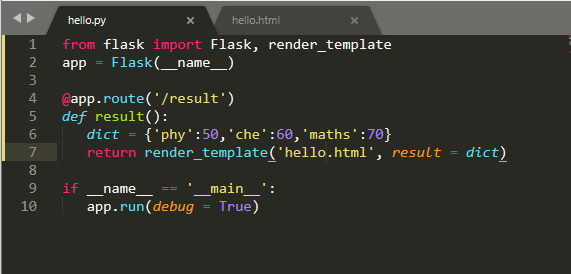 hello.py × hello.html ×
1 from flask import Flask, render_template
2 app = Flask(__name__)
3
4 @app.route('/result')
5 def result():
6    dict = {'phy':50,'che':60,'maths':70}
7    return render_template('hello.html', result = dict)
8
9 if __name__ == '__main__':
10    app.run(debug = True)